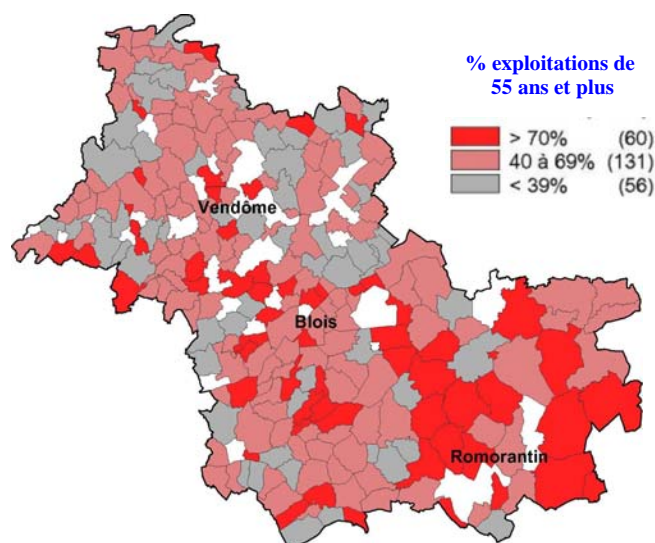 % exploitations de
55 ans et plus
> 70% (60)
40 à 69% (131)
< 39% (56)
Vendôme
Blois
Romorantin